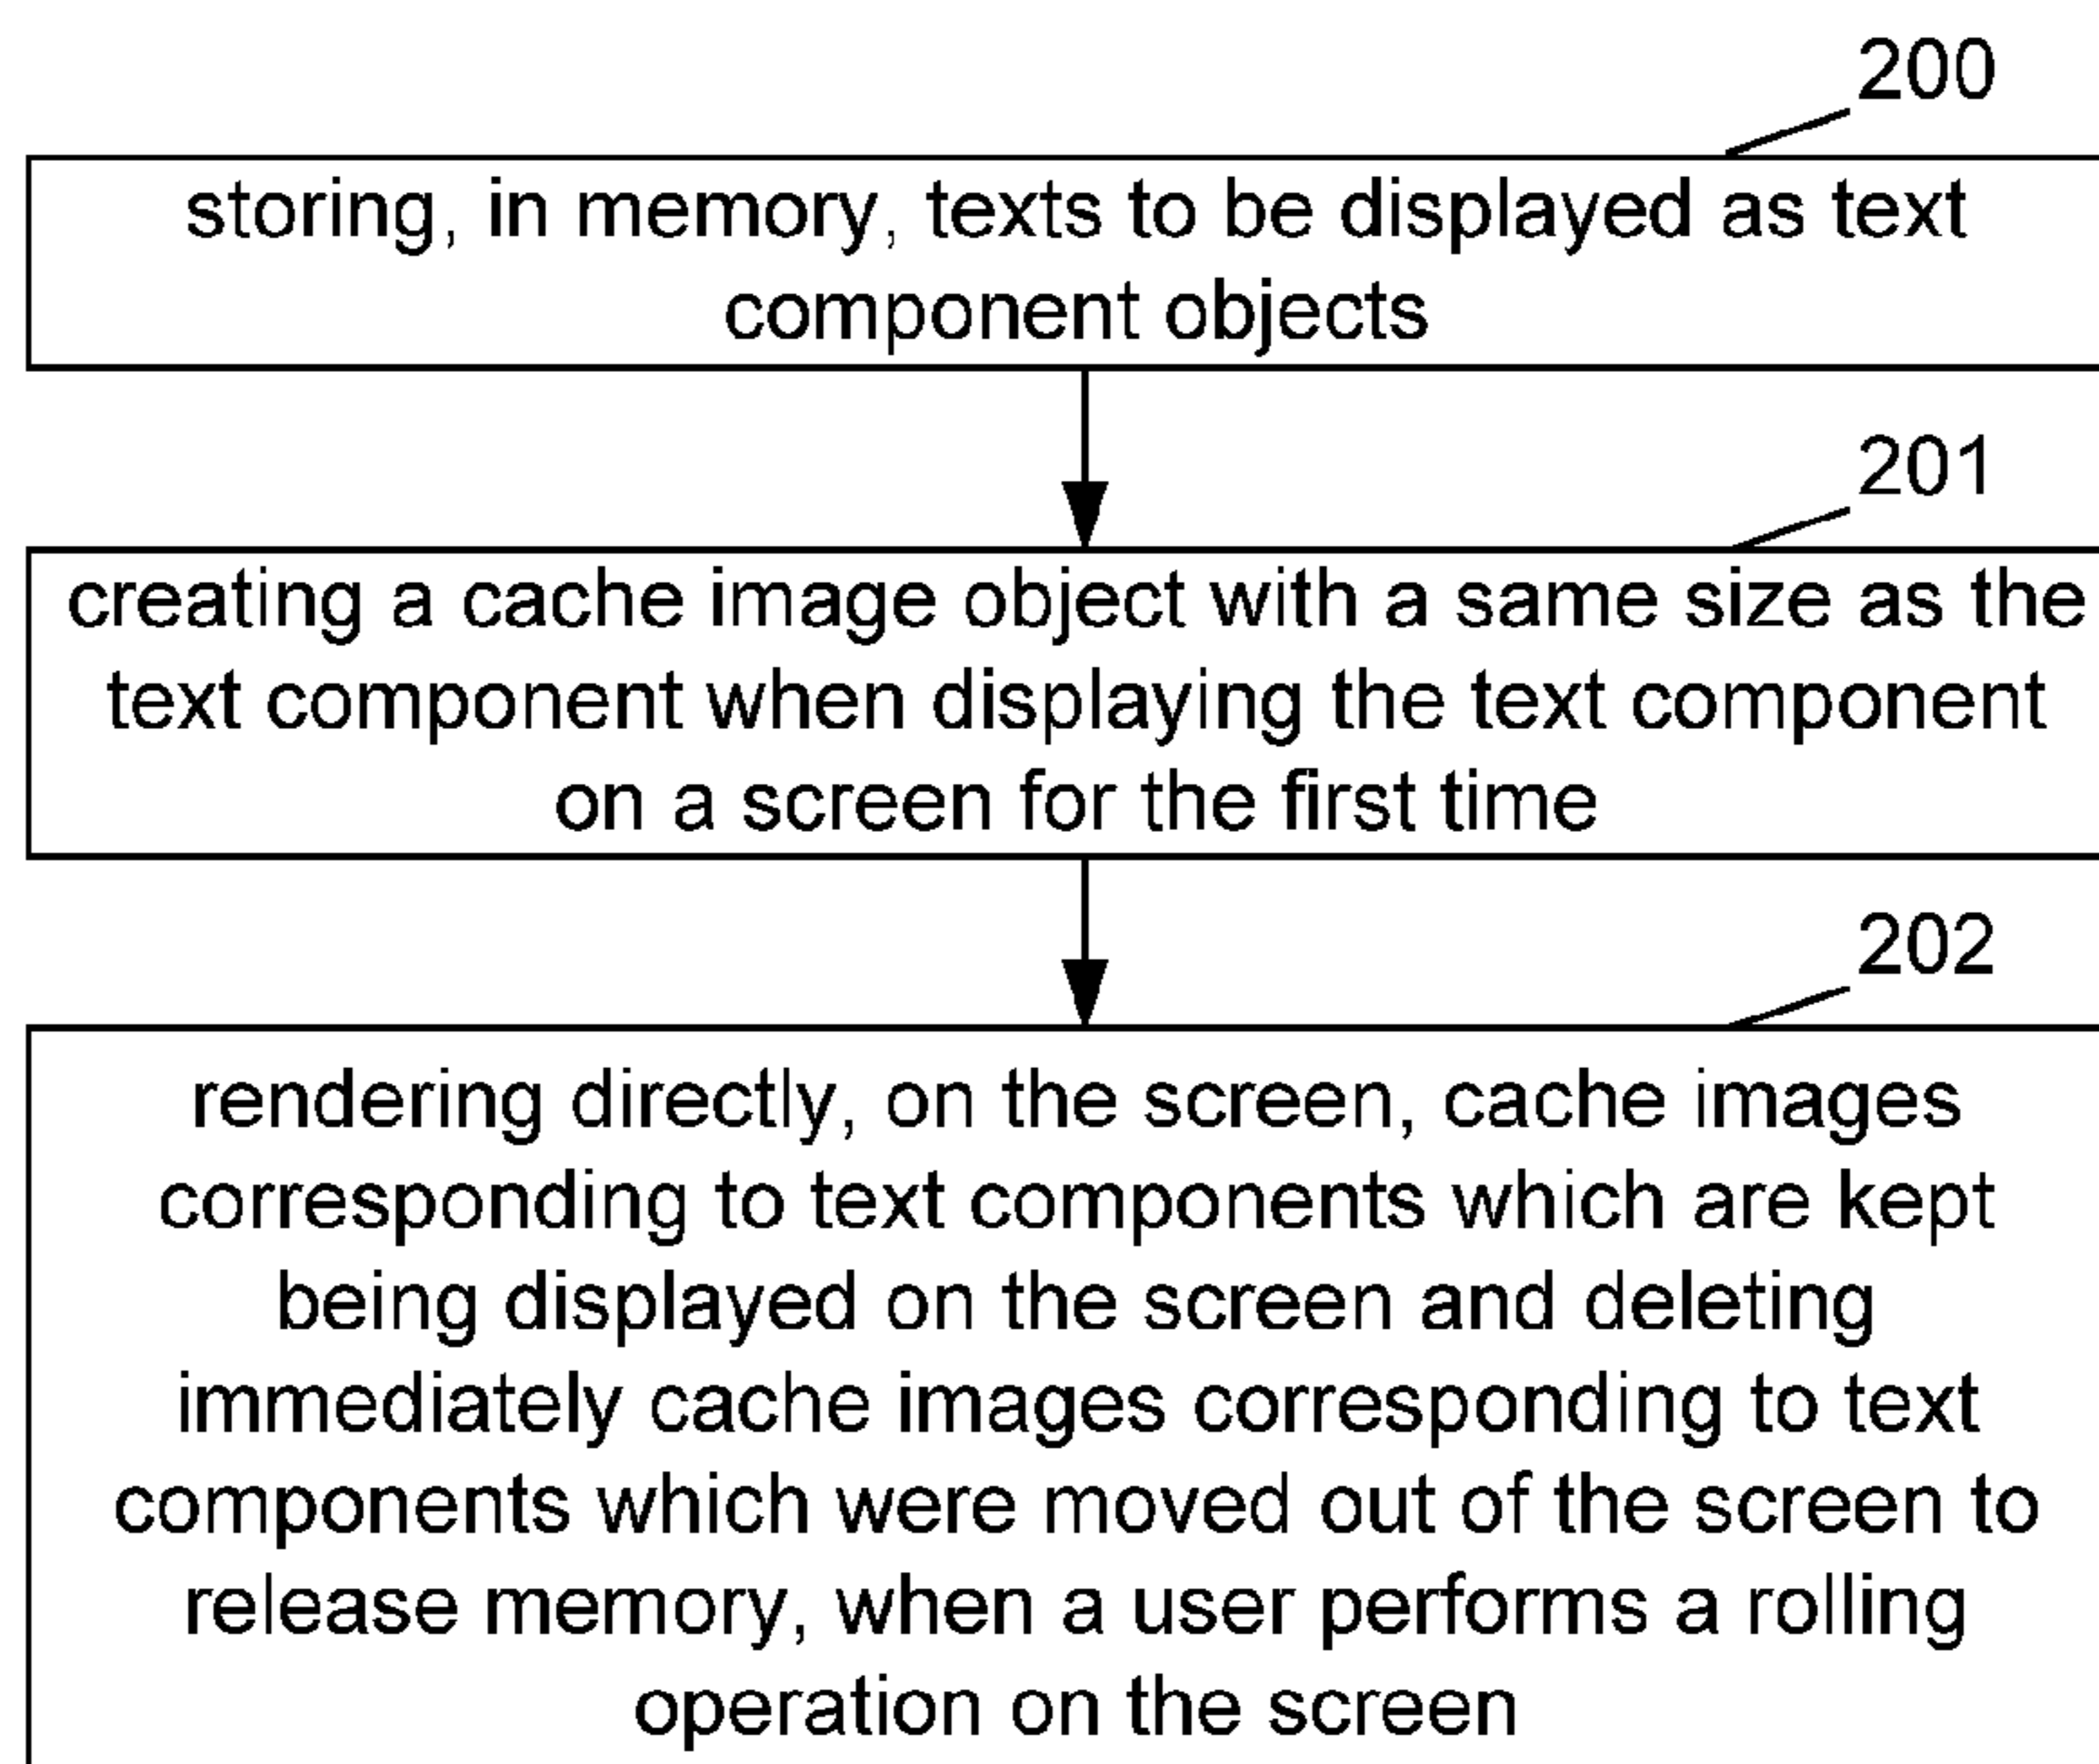 200
storing, in memory, texts to be displayed as text
component objects
201
creating a cache image object with a same size as the
text component when displaying the text component
on a screen for the first time
202
rendering directly, on the screen, cache images
corresponding to text components which are kept
being displayed on the screen and deleting
immediately cache images corresponding to text
components which were moved out of the screen to
release memory, when a user performs a rolling
operation on the screen